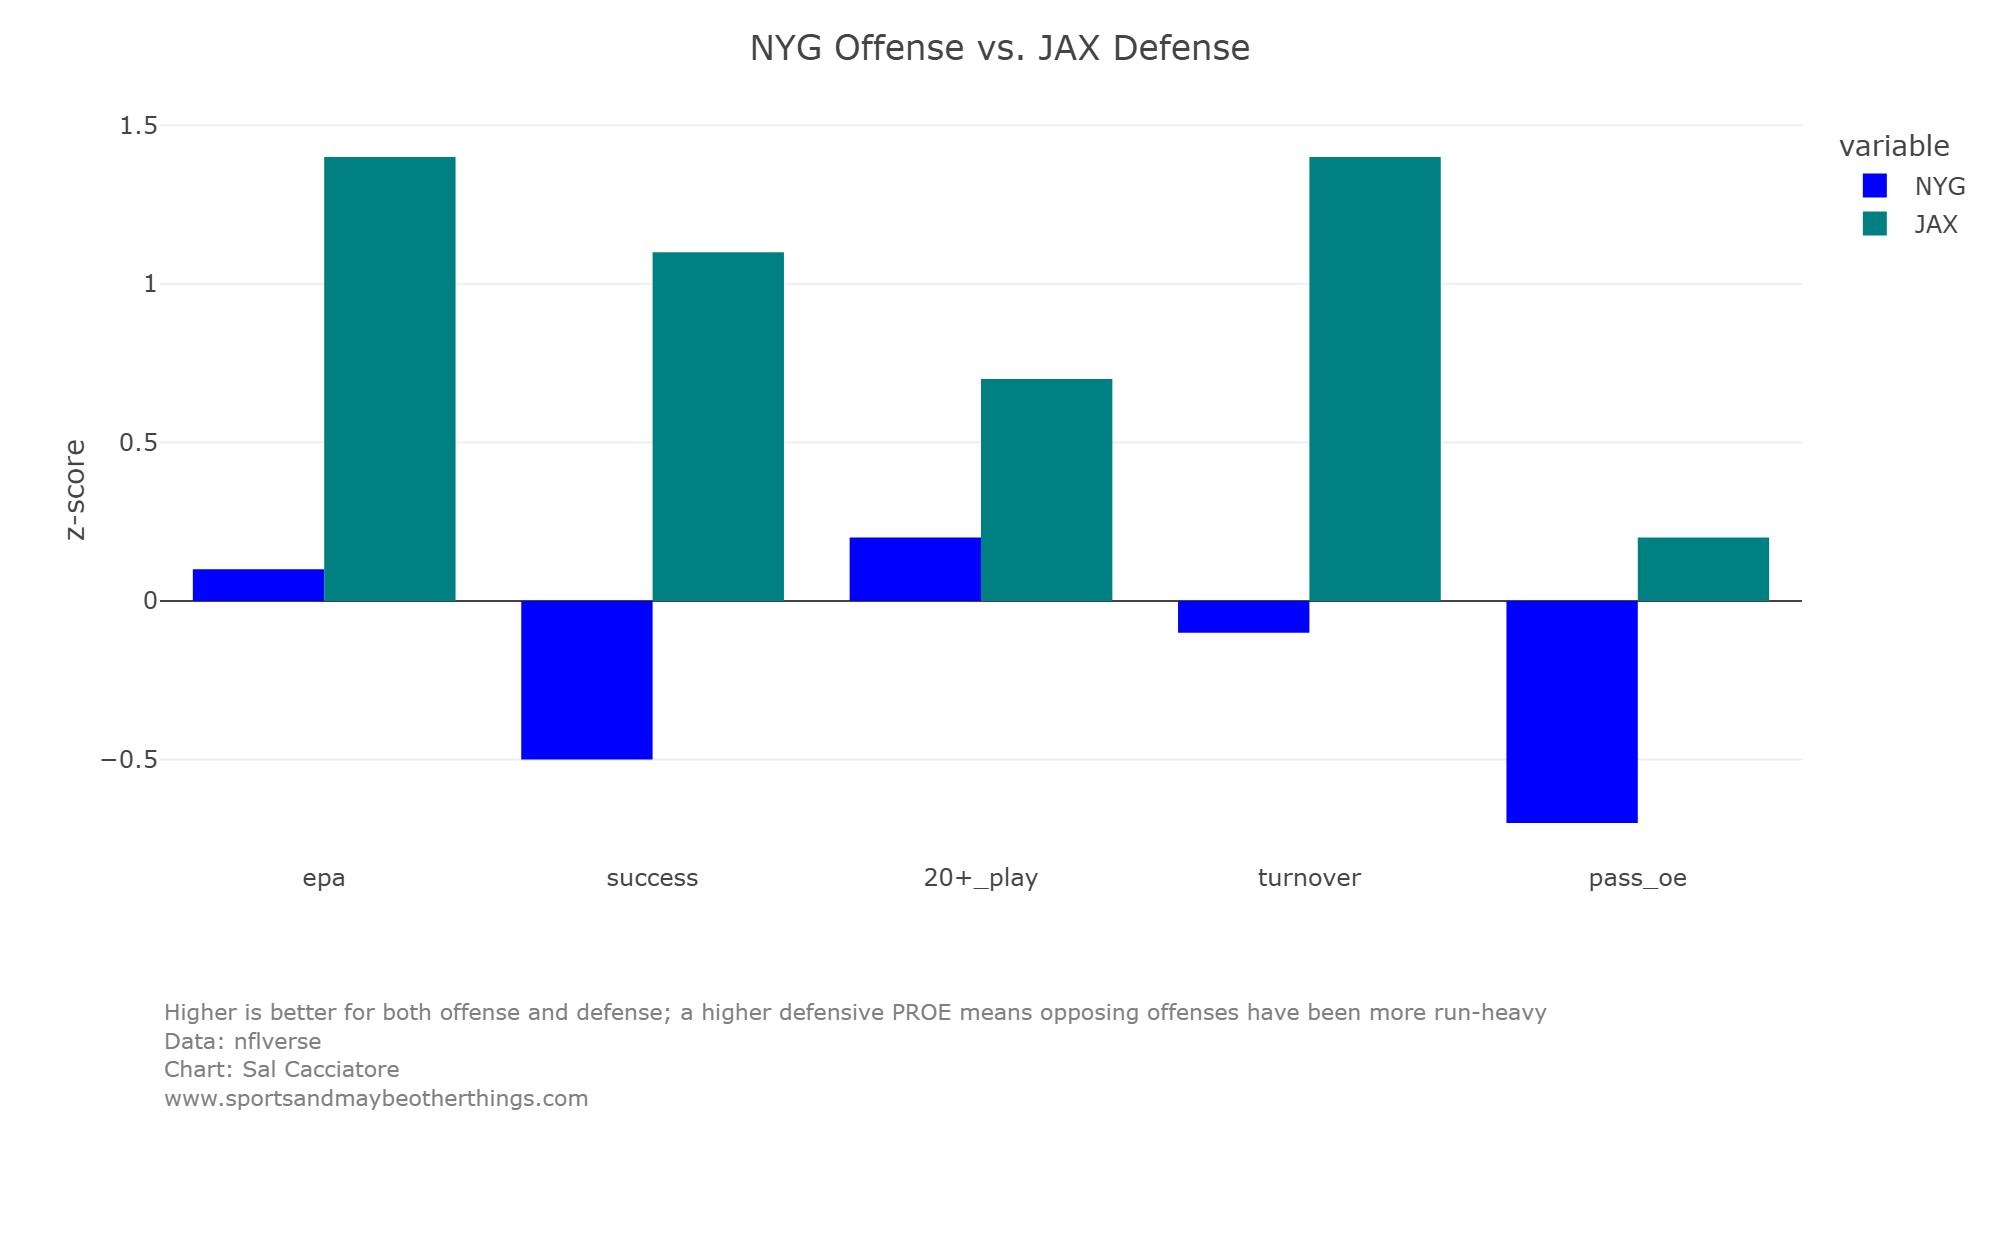 NYG Offense vs. JAX Defense
variable
NYG
JAX
z-score
1.5
1
0.5
0
−0.5
epa
success
20+_play
turnover
pass_oe
Higher is better for both offense and defense; a higher defensive PROE means opposing offenses have been more run-heavy
Data: nflverse
Chart: Sal Cacciatore
www.sportsandmaybeotherthings.com